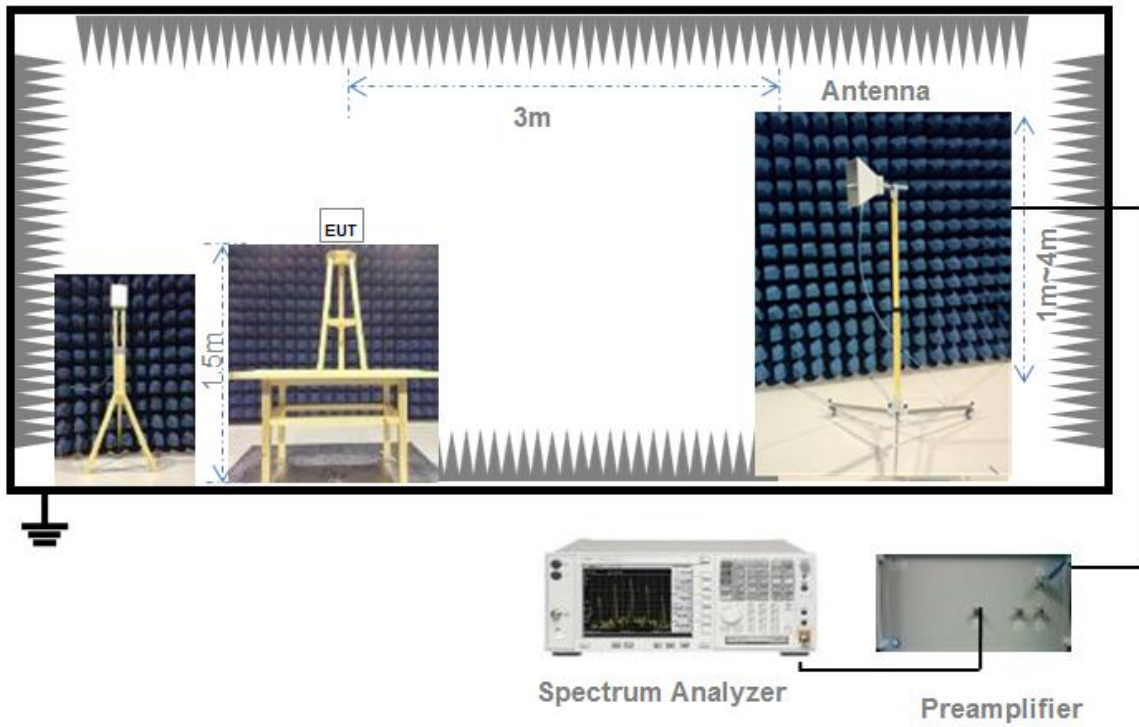 Antenna
3m
EUT
1m~4m
1.5m
Spectrum Analyzer
Preamplifier